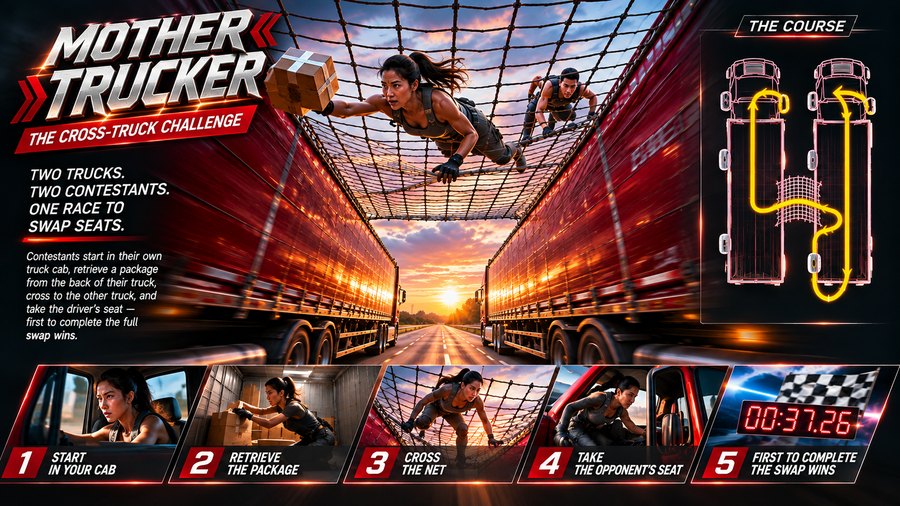 MOTHER
TRUCKER
THE CROSS-TRUCK CHALLENGE
TWO TRUCKS.
TWO CONTESTANTS.
ONE RACE TO
SWAP SEATS.
Contestants start in their own
truck cab, retrieve a package
from the back of their truck,
cross to the other truck, and
take the driver's seat —
first to complete the full
swap wins.
THE COURSE
1 START
IN YOUR CAB
2 RETRIEVE
THE PACKAGE
3 CROSS
THE NET
4 TAKE
THE OPPONENT'S SEAT
00:37.26
5 FIRST TO COMPLETE
THE SWAP WINS